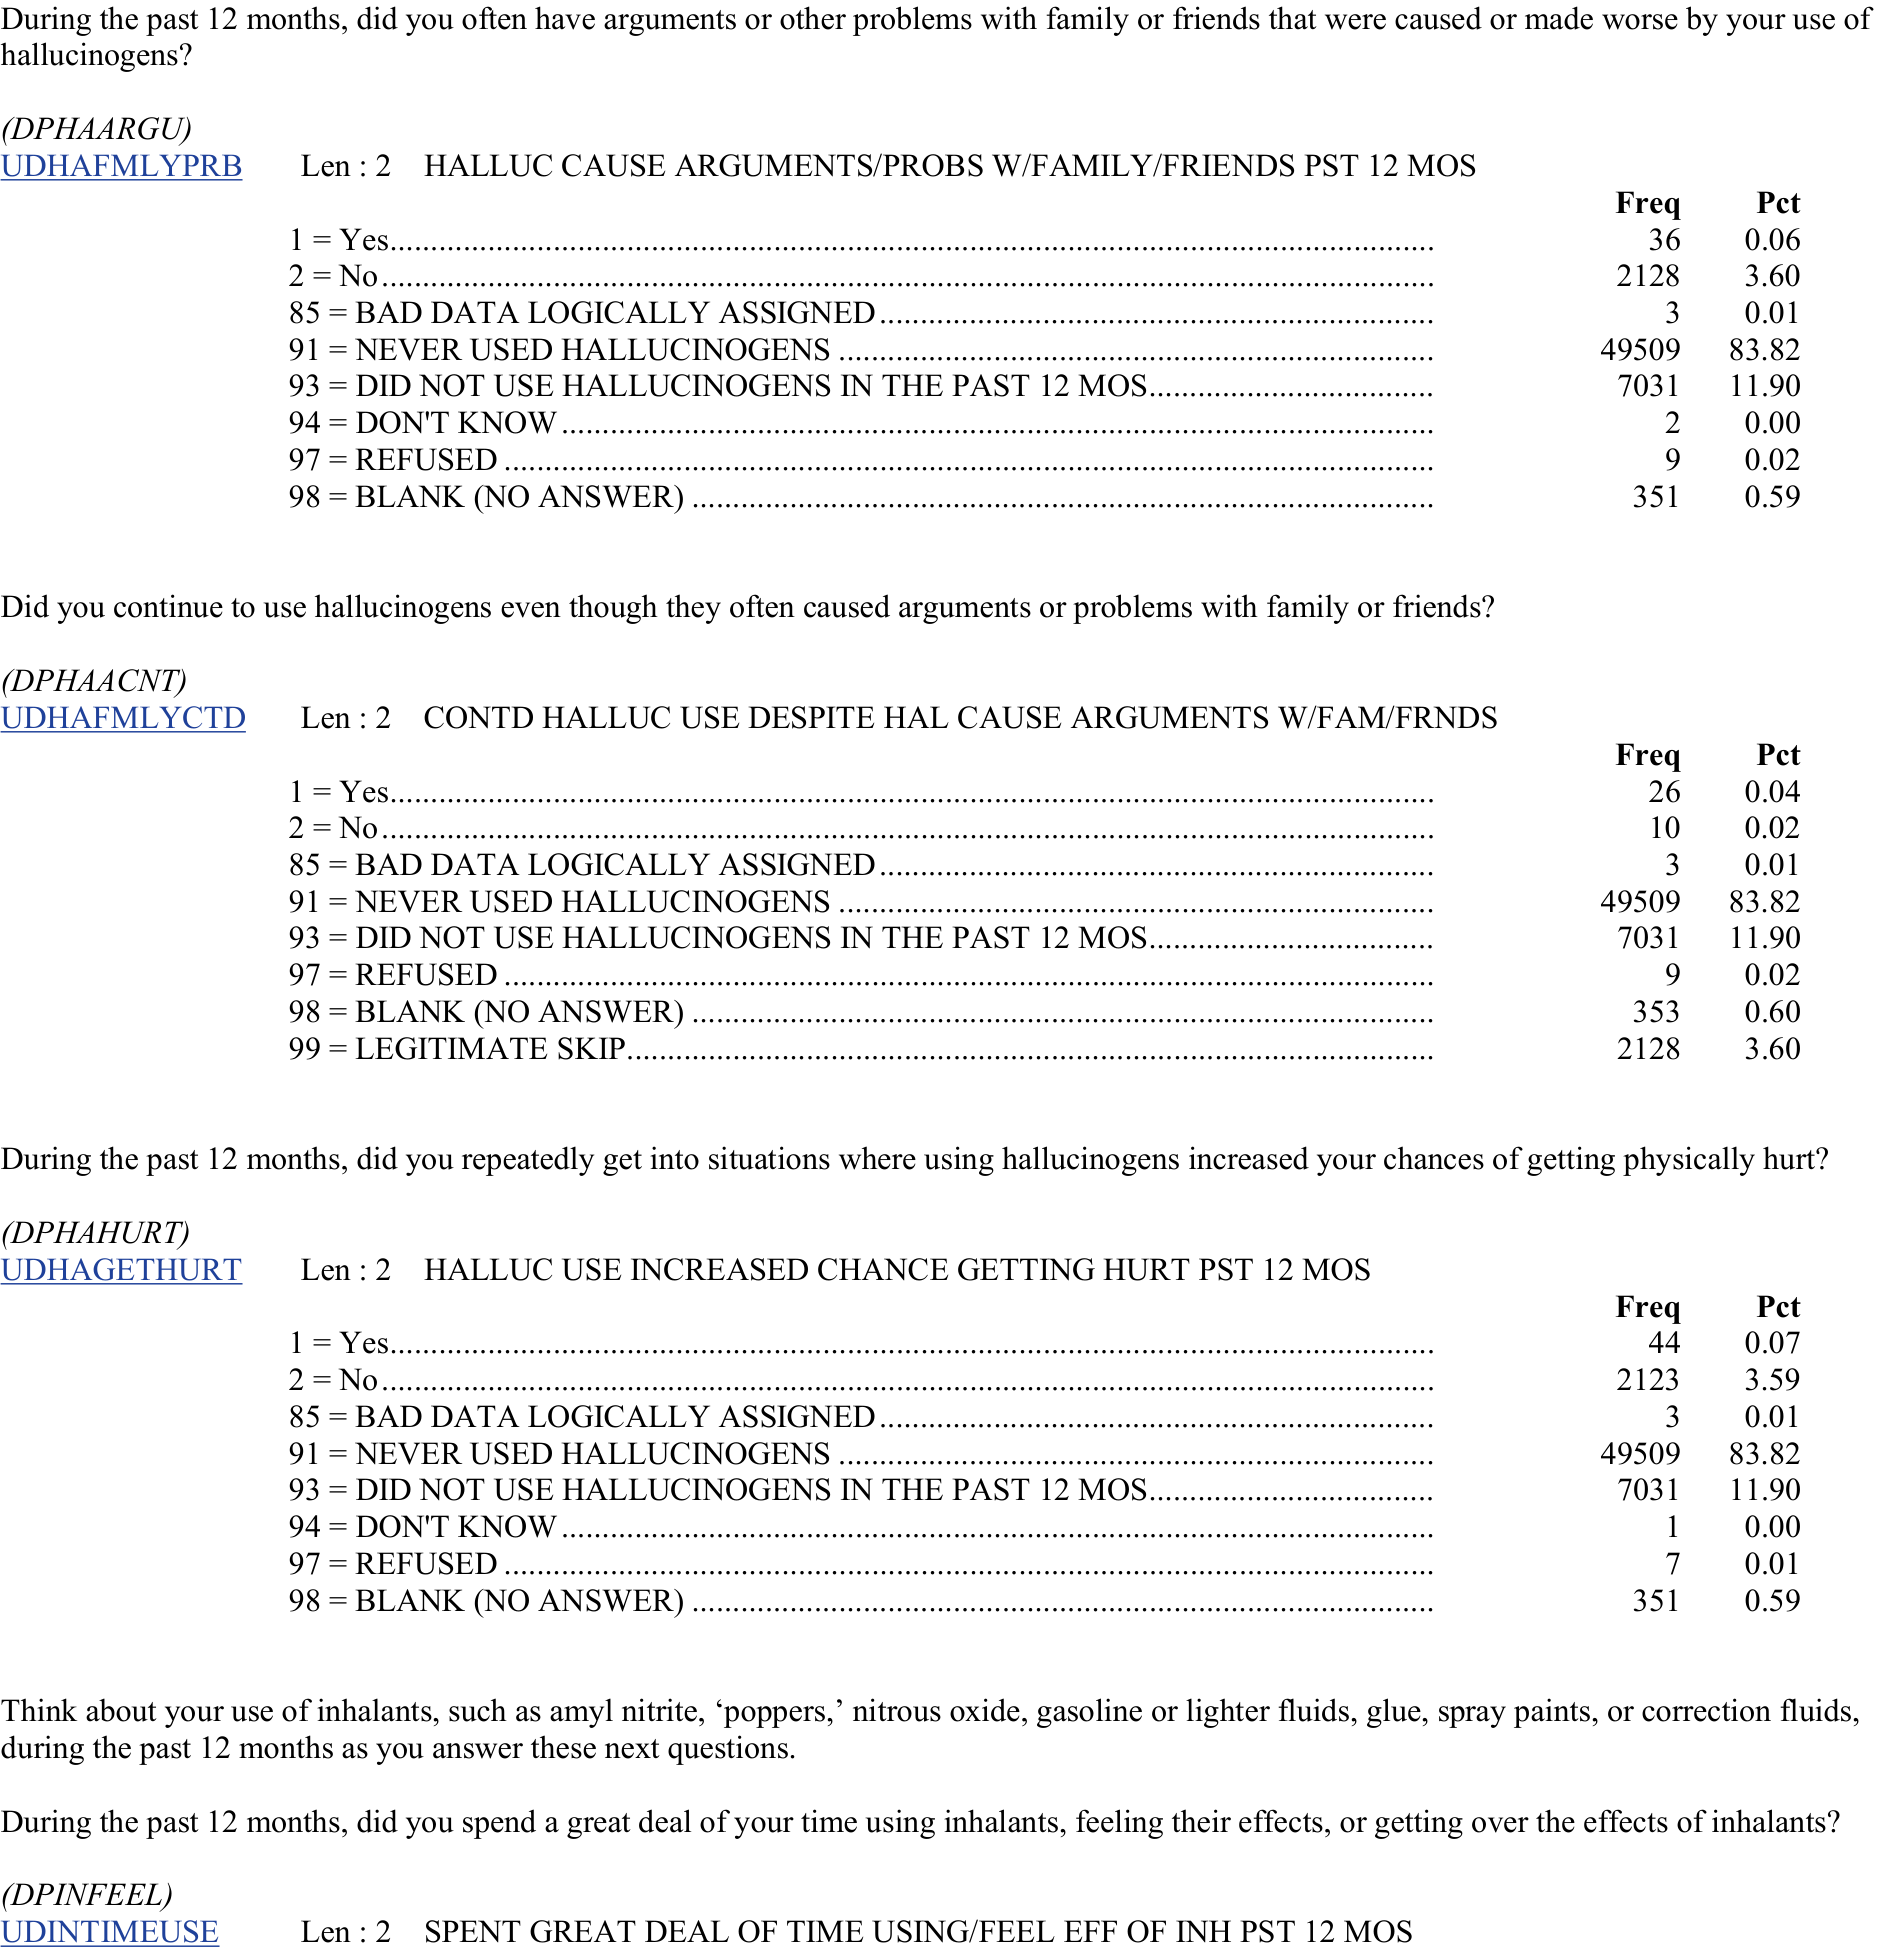 During the past 12 months, did you often have arguments or other problems with family or friends that were caused or made worse by your use of
hallucinogens?
(DPHAARGU)
UDHAFMLYPRB Len : 2 HALLUC CAUSE ARGUMENTS/PROBS W/FAMILY/FRIENDS PST 12 MOS
Freq Pct
1 = Yes................................................................ 36 0.06
2 = No................................................................ 2128 3.60
85 = BAD DATA LOGICALLY ASSIGNED................................ 3 0.01
91 = NEVER USED HALLUCINOGENS ................................ 49509 83.82
93 = DID NOT USE HALLUCINOGENS IN THE PAST 12 MOS................ 7031 11.90
94 = DON'T KNOW ................................................ 2 0.00
97 = REFUSED ................................................ 9 0.02
98 = BLANK (NO ANSWER) ........................................ 351 0.59
Did you continue to use hallucinogens even though they often caused arguments or problems with family or friends?
(DPHAACNT)
UDHAFMLYCTD Len : 2 CONTD HALLUC USE DESPITE HAL CAUSE ARGUMENTS W/FAM/FRNDS
Freq Pct
1 = Yes................................................................ 26 0.04
2 = No................................................................ 10 0.02
85 = BAD DATA LOGICALLY ASSIGNED................................ 3 0.01
91 = NEVER USED HALLUCINOGENS ................................ 49509 83.82
93 = DID NOT USE HALLUCINOGENS IN THE PAST 12 MOS................ 7031 11.90
97 = REFUSED ................................................ 9 0.02
98 = BLANK (NO ANSWER) ........................................ 353 0.60
99 = LEGITIMATE SKIP............................................ 2128 3.60
During the past 12 months, did you repeatedly get into situations where using hallucinogens increased your chances of getting physically hurt?
(DPHAHURT)
UDHAGETHURT Len : 2 HALLUC USE INCREASED CHANCE GETTING HURT PST 12 MOS
Freq Pct
1 = Yes................................................................ 44 0.07
2 = No................................................................ 2123 3.59
85 = BAD DATA LOGICALLY ASSIGNED................................ 3 0.01
91 = NEVER USED HALLUCINOGENS ................................ 49509 83.82
93 = DID NOT USE HALLUCINOGENS IN THE PAST 12 MOS................ 7031 11.90
94 = DON'T KNOW ................................................ 1 0.00
97 = REFUSED ................................................ 7 0.01
98 = BLANK (NO ANSWER) ........................................ 351 0.59
Think about your use of inhalants, such as amyl nitrite, ‘poppers,’ nitrous oxide, gasoline or lighter fluids, glue, spray paints, or correction fluids,
during the past 12 months as you answer these next questions.
During the past 12 months, did you spend a great deal of your time using inhalants, feeling their effects, or getting over the effects of inhalants?
(DPINFEEL)
UDINTIMEUSE Len : 2 SPENT GREAT DEAL OF TIME USING/FEEL EFF OF INH PST 12 MOS